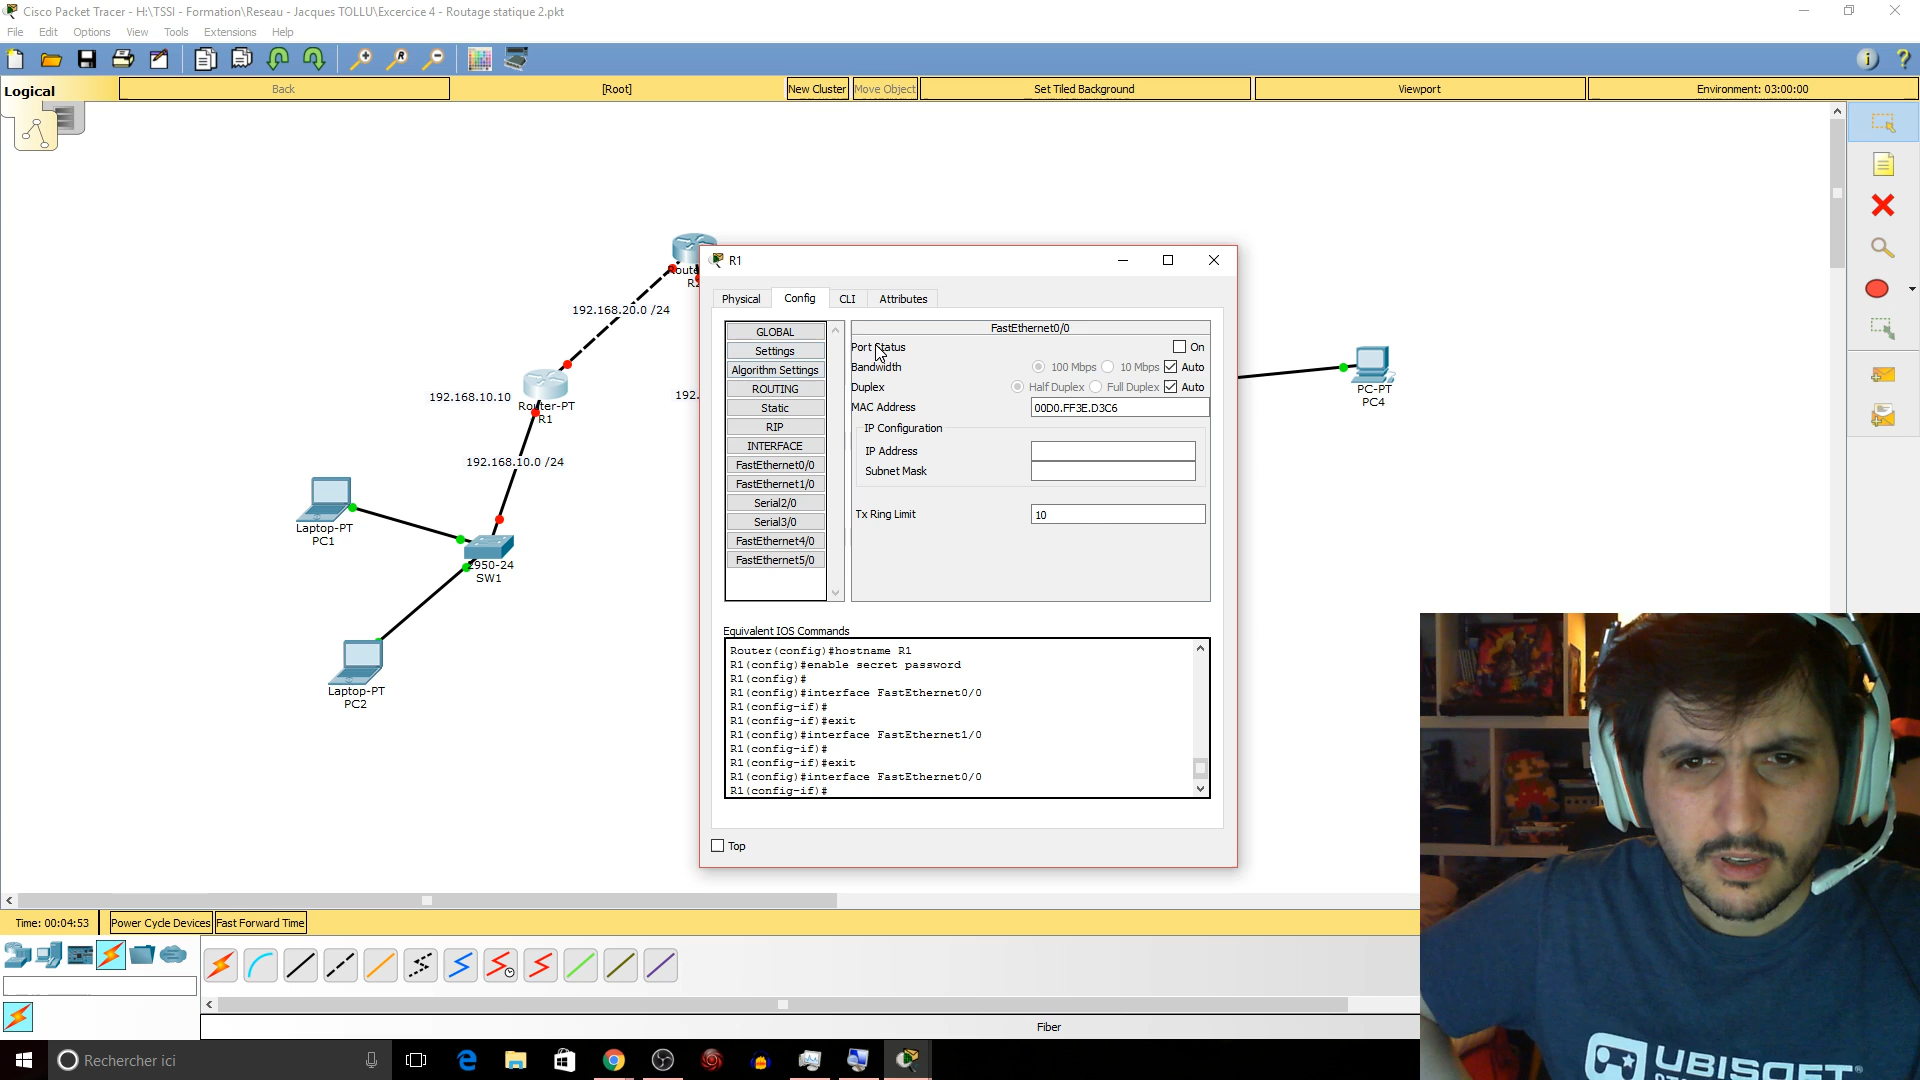 Cisco Packet Tracer - H:\TSSI - Formation\Reseau - Jacques TOLLU\Excercice 4 - Routage statique 2.pkt
File Edit Options View Tools Extensions Help
Logical
Back
[Root]
New Cluster
Move Object
Set Tiled Background
Viewport
Environment: 03:00:00
192.168.20.0 /24
192.168.10.10
Router-PT
R1
192.
192.168.10.0 /24
Laptop-PT
PC1
2950-24
SW1
Laptop-PT
PC2
PC-PT
PC4
R1
Physical Config CLI Attributes
GLOBAL
Settings
Algorithm Settings
ROUTING
Static
RIP
INTERFACE
FastEthernet0/0
FastEthernet1/0
Serial2/0
Serial3/0
FastEthernet4/0
FastEthernet5/0
FastEthernet0/0
Port Status On
Bandwidth 100 Mbps 10 Mbps Auto
Duplex Half Duplex Full Duplex Auto
MAC Address 00D0.FF3E.D3C6
IP Configuration
IP Address
Subnet Mask
Tx Ring Limit 10
Equivalent IOS Commands
Router(config)#hostname R1
R1(config)#enable secret password
R1(config)#
R1(config)#interface FastEthernet0/0
R1(config-if)#
R1(config-if)#exit
R1(config)#interface FastEthernet1/0
R1(config-if)#
R1(config-if)#exit
R1(config)#interface FastEthernet0/0
R1(config-if)#
Top
Time: 00:04:53
Power Cycle Devices
Fast Forward Time
Fiber
Rechercher ici
UBISOFT